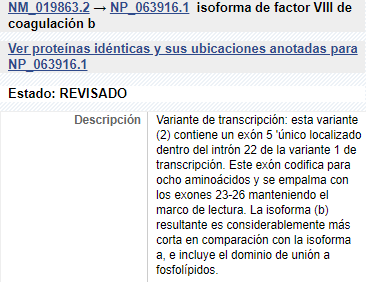 NM_019863.2 → NP_063916.1 isoforma de factor VIII de
coagulación b
Ver proteínas idénticas y sus ubicaciones anotadas para
NP_063916.1
Estado: REVISADO
Descripción
Variante de transcripción: esta variante
(2) contiene un exón 5 'único localizado
dentro del intrón 22 de la variante 1 de
transcripción. Este exón codifica para
ocho aminoácidos y se empalma con
los exones 23-26 manteniendo el
marco de lectura. La isoforma (b)
resultante es considerablemente más
corta en comparación con la isoforma
a, e incluye el dominio de unión a
fosfolípidos.